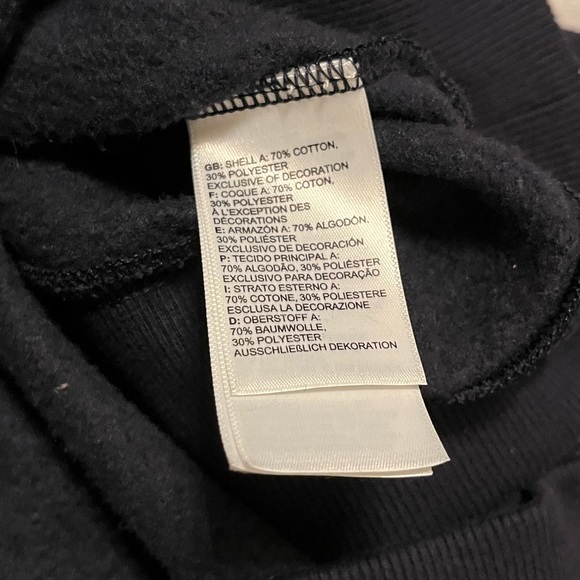 GB: SHELL A: 70% COTTON,
30% POLYESTER
EXCLUSIVE OF DECORATION
F: COQUE A: 70% COTON,
30% POLYESTER
À L'EXCEPTION DES
DÉCORATIONS
E: ARMAZÓN A: 70% ALGODÓN.
30% POLIÉSTER
EXCLUSIVO DE DECORACIÓN
P: TECIDO PRINCIPAL A:
70% ALGODÃO, 30% POLIÉSTER
EXCLUSIVO PARA DECORAÇÃO
I: STRATO ESTERNO A:
70% COTONE, 30% POLIESTERE
ESCLUSA LA DECORAZIONE
D: OBERSTOFF A:
70% BAUMWOLLE,
30% POLYESTER
AUSSCHLIEßLICH DEKORATION